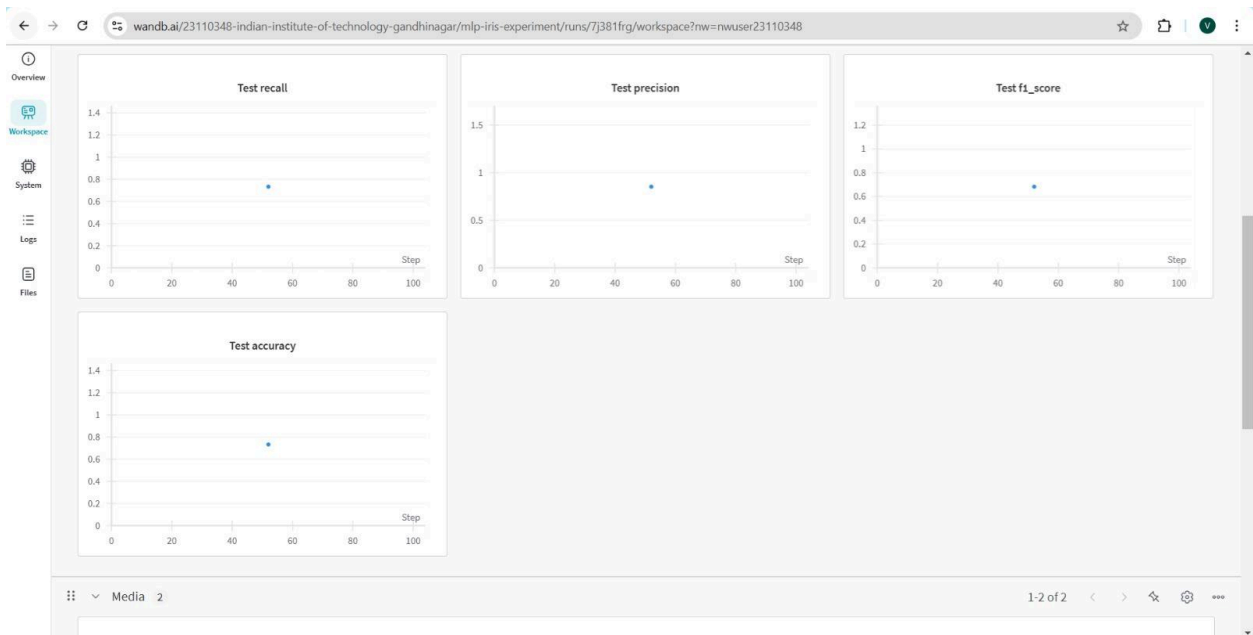 wandb.ai/23110348-indian-institute-of-technology-gandhinagar/mlp-iris-experiment/runs/7j381frg/workspace?nw=nwuser23110348
V
Overview
Workspace
System
Logs
Files
Test recall
1.4
1.2
1
0.8
0.6
0.4
0.2
0
Step
0 20 40 60 80 100
Test precision
1.5
1
0.5
0
Step
0 20 40 60 80 100
Test f1_score
1.2
1
0.8
0.6
0.4
0.2
0
Step
0 20 40 60 80 100
Test accuracy
1.4
1.2
1
0.8
0.6
0.4
0.2
0
Step
0 20 40 60 80 100
Media 2
1-2 of 2